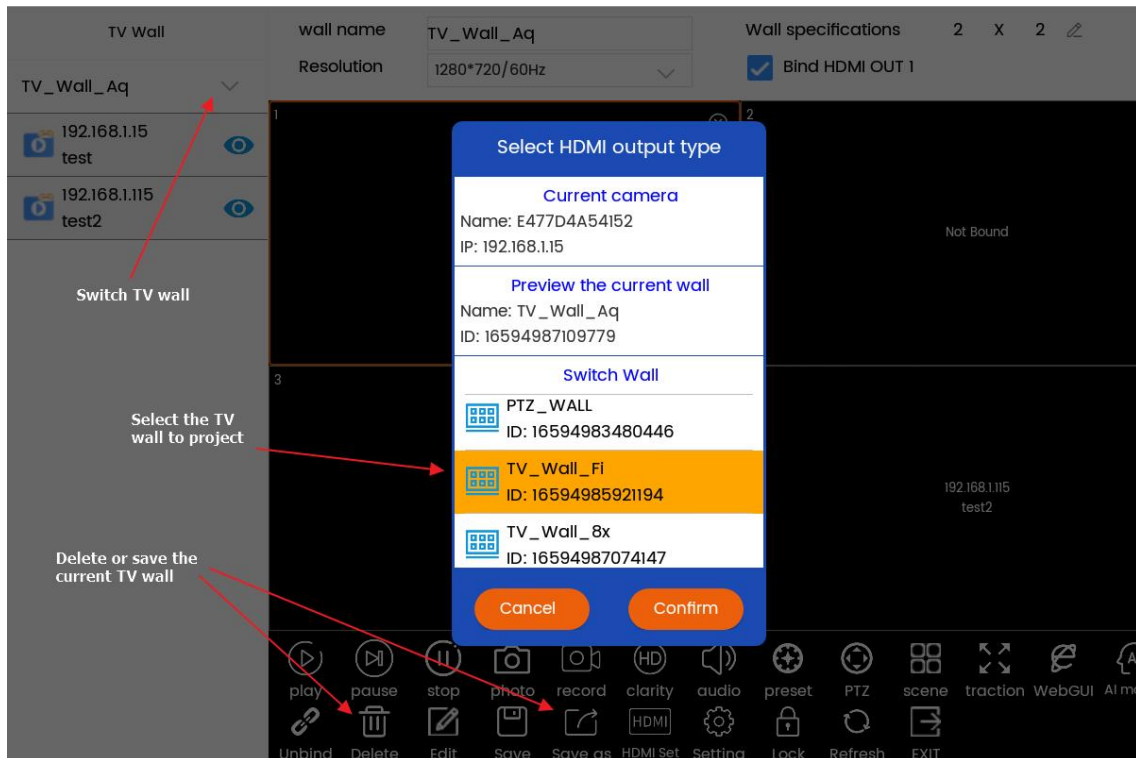 TV Wall
wall name
TV_Wall_Aq
Wall specifications 2 X 2
Resolution
1280*720/60Hz
Bind HDMI OUT 1
TV_Wall_Aq
192.168.1.15
test
192.168.1.115
test2
Switch TV wall
Select the TV
wall to project
Delete or save the
current TV wall
1
2
Not Bound
3
192.168.1.115
test2
Select HDMI output type
Current camera
Name: E477D4A54152
IP: 192.168.1.15
Preview the current wall
Name: TV_Wall_Aq
ID: 16594987109779
Switch Wall
PTZ_WALL
ID: 16594983480446
TV_Wall_Fi
ID: 16594985921194
TV_Wall_8x
ID: 16594987074147
Cancel Confirm
HD
play pause stop photo record clarity audio preset PTZ scene traction WebGUI AI
HDMI
Unbind Delete Edit Save Save as HDMI Set Setting Lock Refresh EXIT